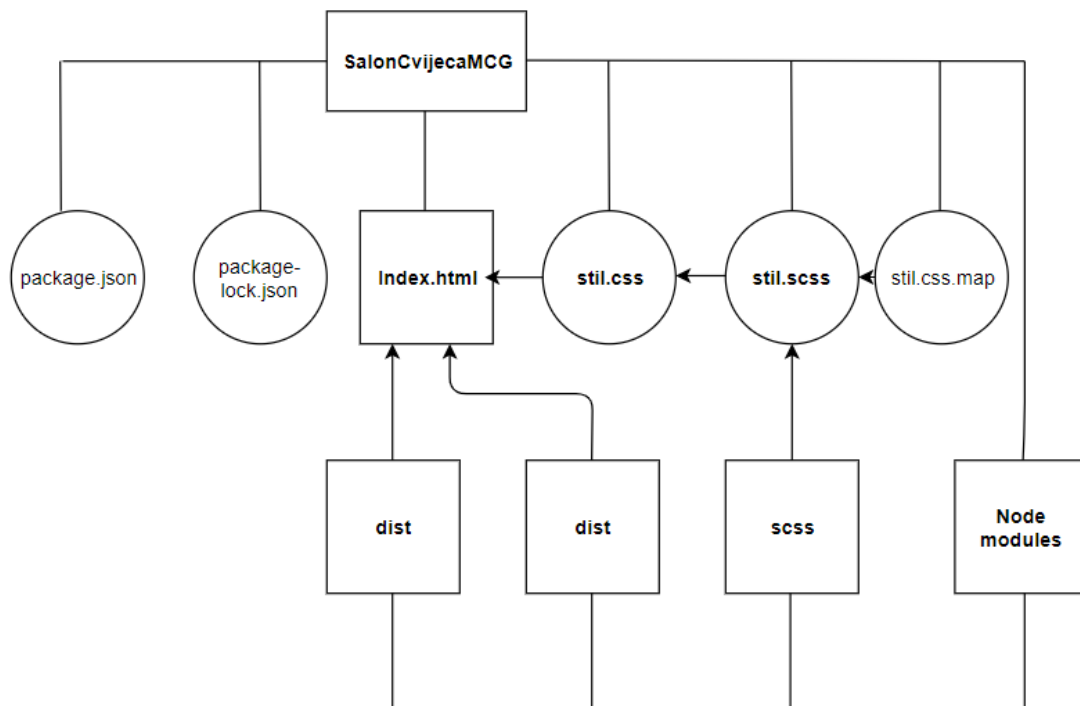 SalonCvijecaMCG
package.json
package-
lock.json
Index.html
stil.css
stil.scss
stil.css.map
dist
dist
scss
Node
modules